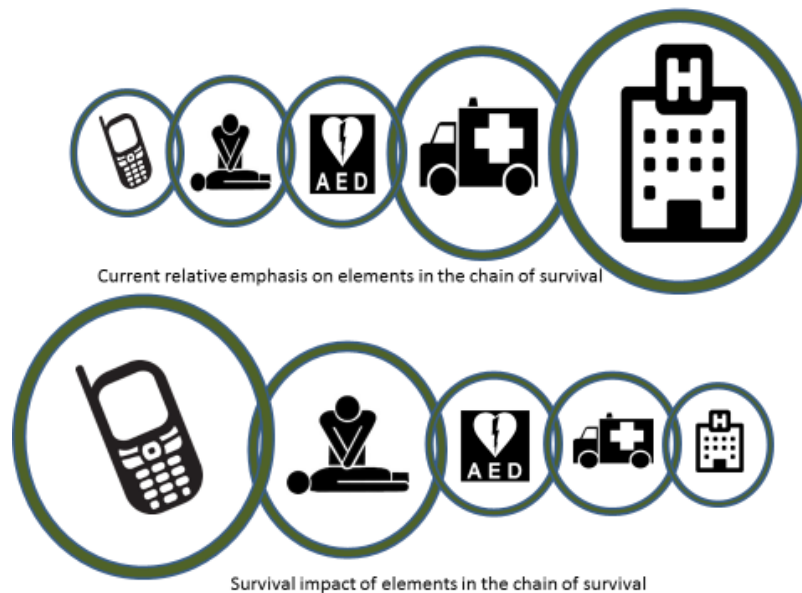 AED
H
Current relative emphasis on elements in the chain of survival
AED
H
Survival impact of elements in the chain of survival